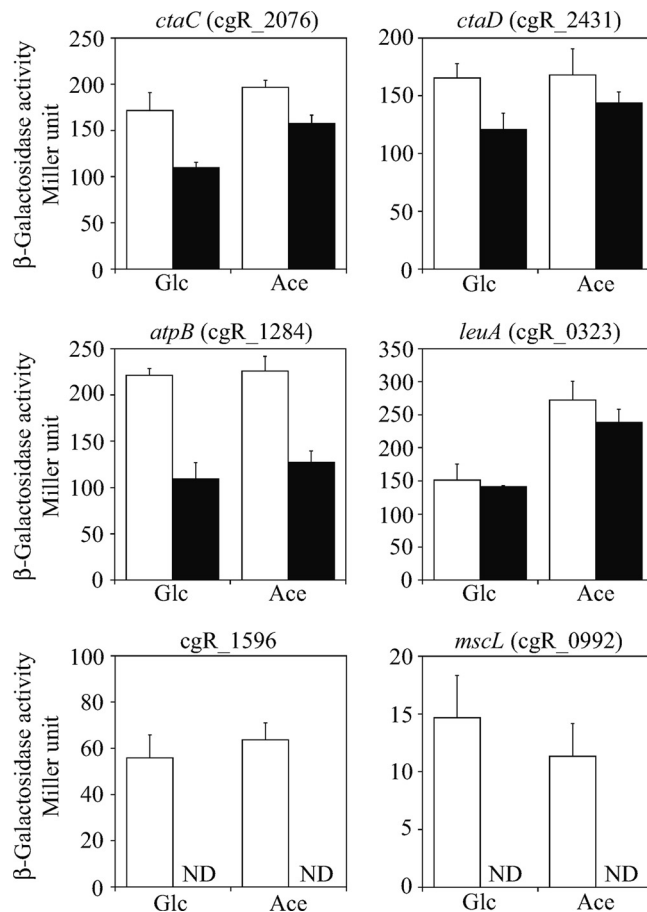 ctaC (cgR_2076)
β-Galactosidase activity
Miller unit
250
200
150
100
50
0
Glc
Ace
ctaD (cgR_2431)
200
150
100
50
0
Glc
Ace
atpB (cgR_1284)
β-Galactosidase activity
Miller unit
250
200
150
100
50
0
Glc
Ace
leuA (cgR_0323)
350
300
250
200
150
100
50
0
Glc
Ace
cgR_1596
β-Galactosidase activity
Miller unit
100
80
60
40
20
0
ND
ND
Glc
Ace
mscL (cgR_0992)
20
15
10
5
0
ND
ND
Glc
Ace